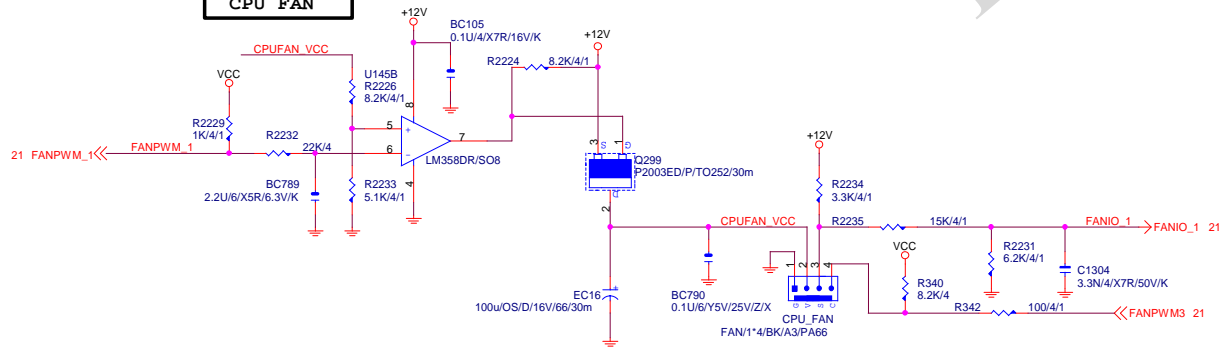 CPU FAN
+12V
BC105
0.1U/4/X7R/16V/K
+12V
CPUFAN_VCC
R2224
8.2K/4/1
VCC
U145B
R2226
8.2K/4/1
8
R2229
1K/4/1
5
+
7
3
S
1
G
+12V
21 FANPWM_1
FANPWM_1
R2232
22K/4
6
-
LM358DR/SO8
Q299
P2003ED/P/TO252/30m
BC789
2.2U/6/X5R/6.3V/K
R2233
5.1K/4/1
4
D
2
R2234
3.3K/4/1
CPUFAN_VCC
R2235
15K/4/1
FANIO_1
FANIO_1 21
VCC
R2231
6.2K/4/1
1
2
3
4
C1304
3.3N/4/X7R/50V/K
EC16
+
100u/OS/D/16V/66/30m
BC790
0.1U/6/Y5V/25V/Z/X
G
V
S
C
R340
8.2K/4
CPU_FAN
FAN/1*4/BK/A3/PA66
R342
100/4/1
FANPWM3 21